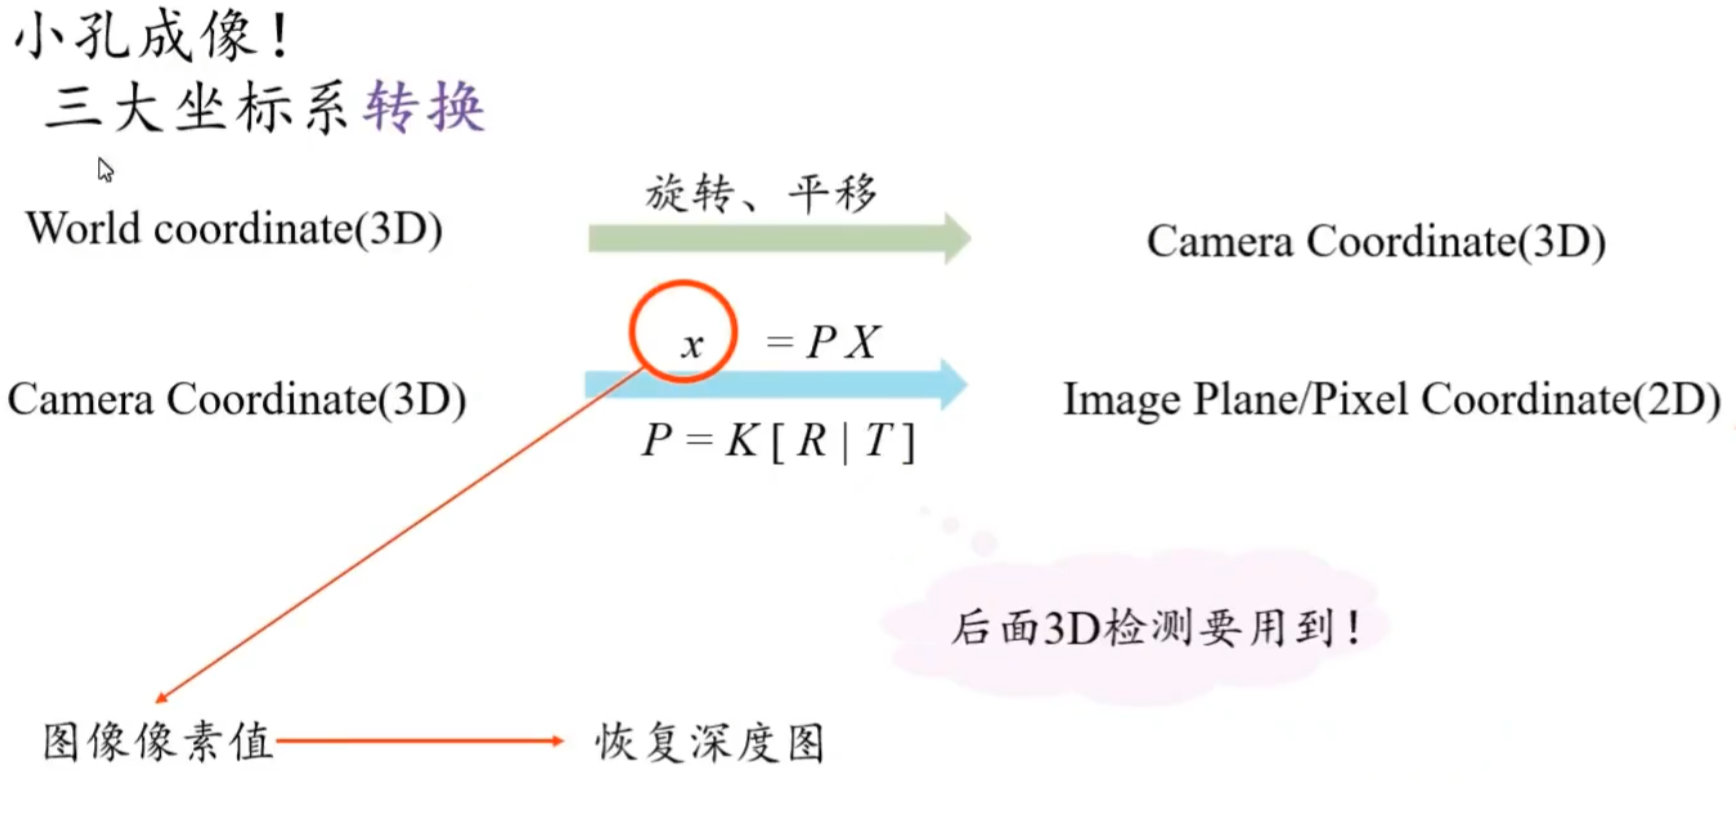 小孔成像！
三大坐标系转换
旋转、平移
World coordinate(3D)
Camera Coordinate(3D)
x = P X
Camera Coordinate(3D)
Image Plane/Pixel Coordinate(2D)
P = K [ R | T ]
后面3D检测要用到！
图像像素值
恢复深度图